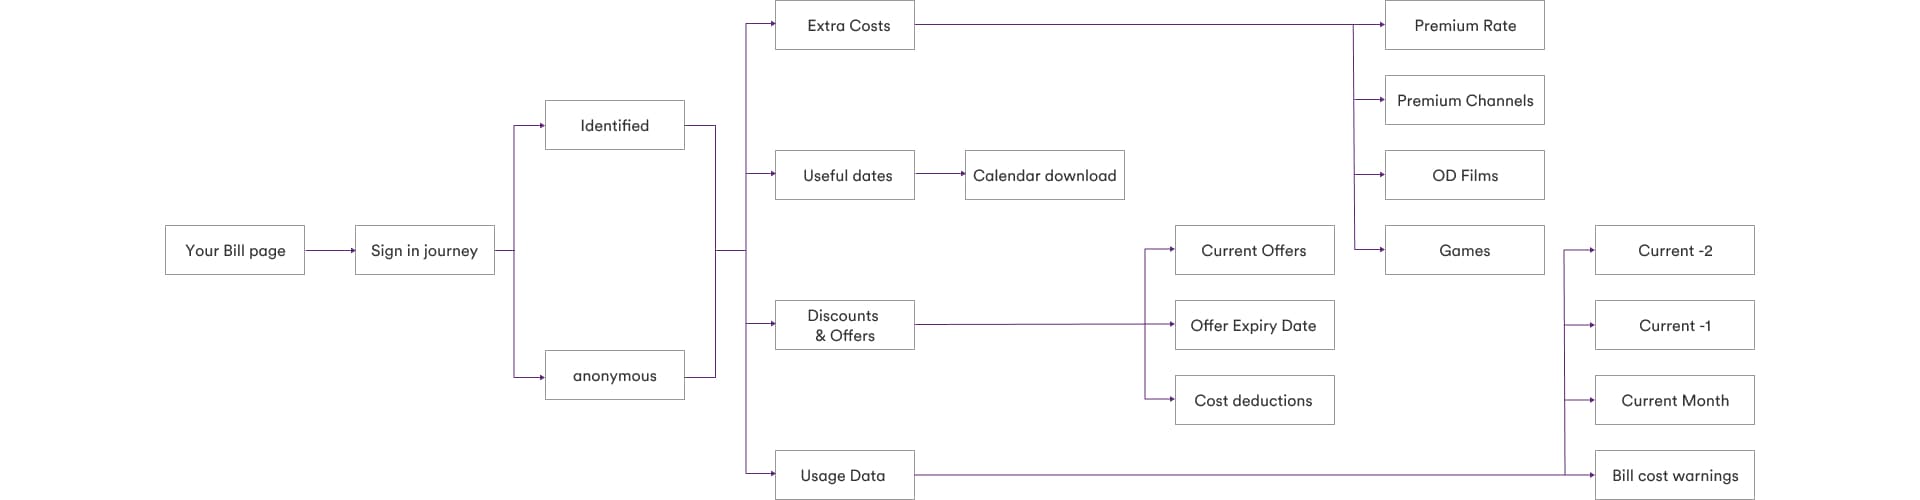 Your Bill page
Sign in journey
Identified
anonymous
Extra Costs
Useful dates
Discounts
& Offers
Usage Data
Calendar download
Current Offers
Offer Expiry Date
Cost deductions
Premium Rate
Premium Channels
OD Films
Games
Current -2
Current -1
Current Month
Bill cost warnings